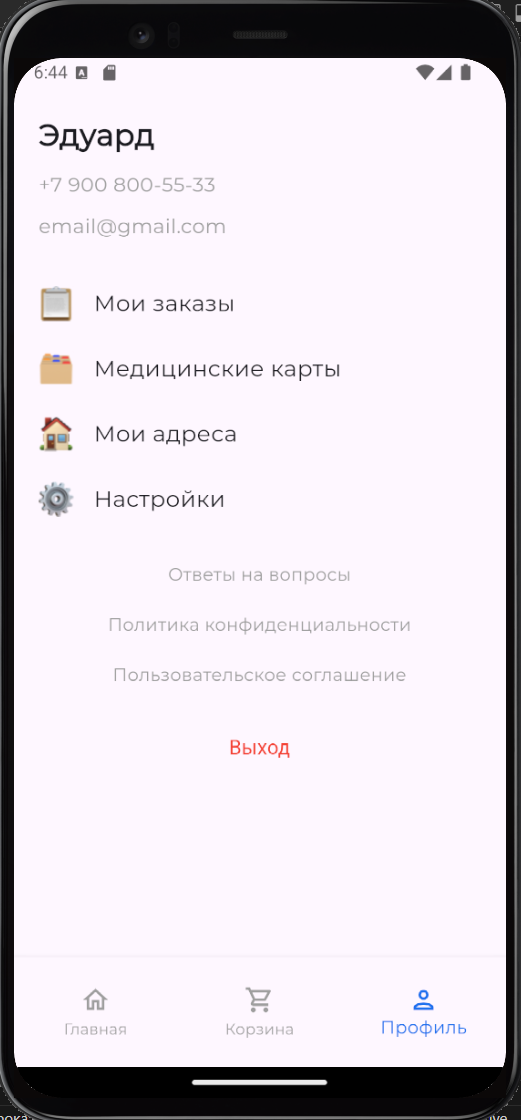 6:44
Эдуард
+7 900 800-55-33
email@gmail.com
Мои заказы
Медицинские карты
Мои адреса
Настройки
Ответы на вопросы
Политика конфиденциальности
Пользовательское соглашение
Выход
Главная
Корзина
Профиль